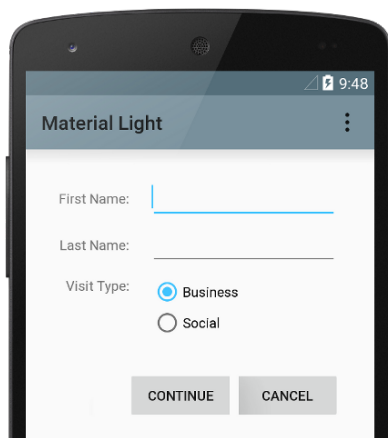 9:48
Material Light
First Name:
Last Name:
Visit Type:
Business
Social
CONTINUE CANCEL